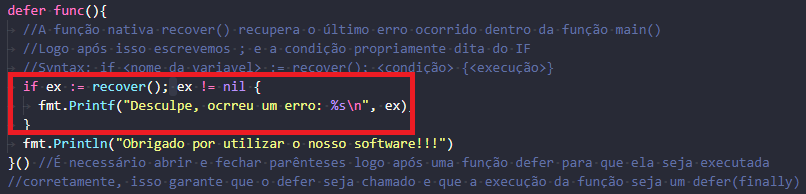 defer func(){
//A função nativa recover() recupera o último erro ocorrido dentro da função main()
//Logo após isso escrevemos ; e a condição propriamente dita do IF
//Syntax: if <nome da variavel> := recover(); <condição> {<execução>}
if ex := recover(); ex != nil {
fmt.Printf("Desculpe, ocrreu um erro: %s\n", ex)
}
fmt.Println("Obrigado por utilizar o nosso software!!!")
}() //É necessário abrir e fechar parênteses logo após uma função defer para que ela seja executada
//corretamente, isso garante que o defer seja chamado e que a execução da função seja um defer(finally)